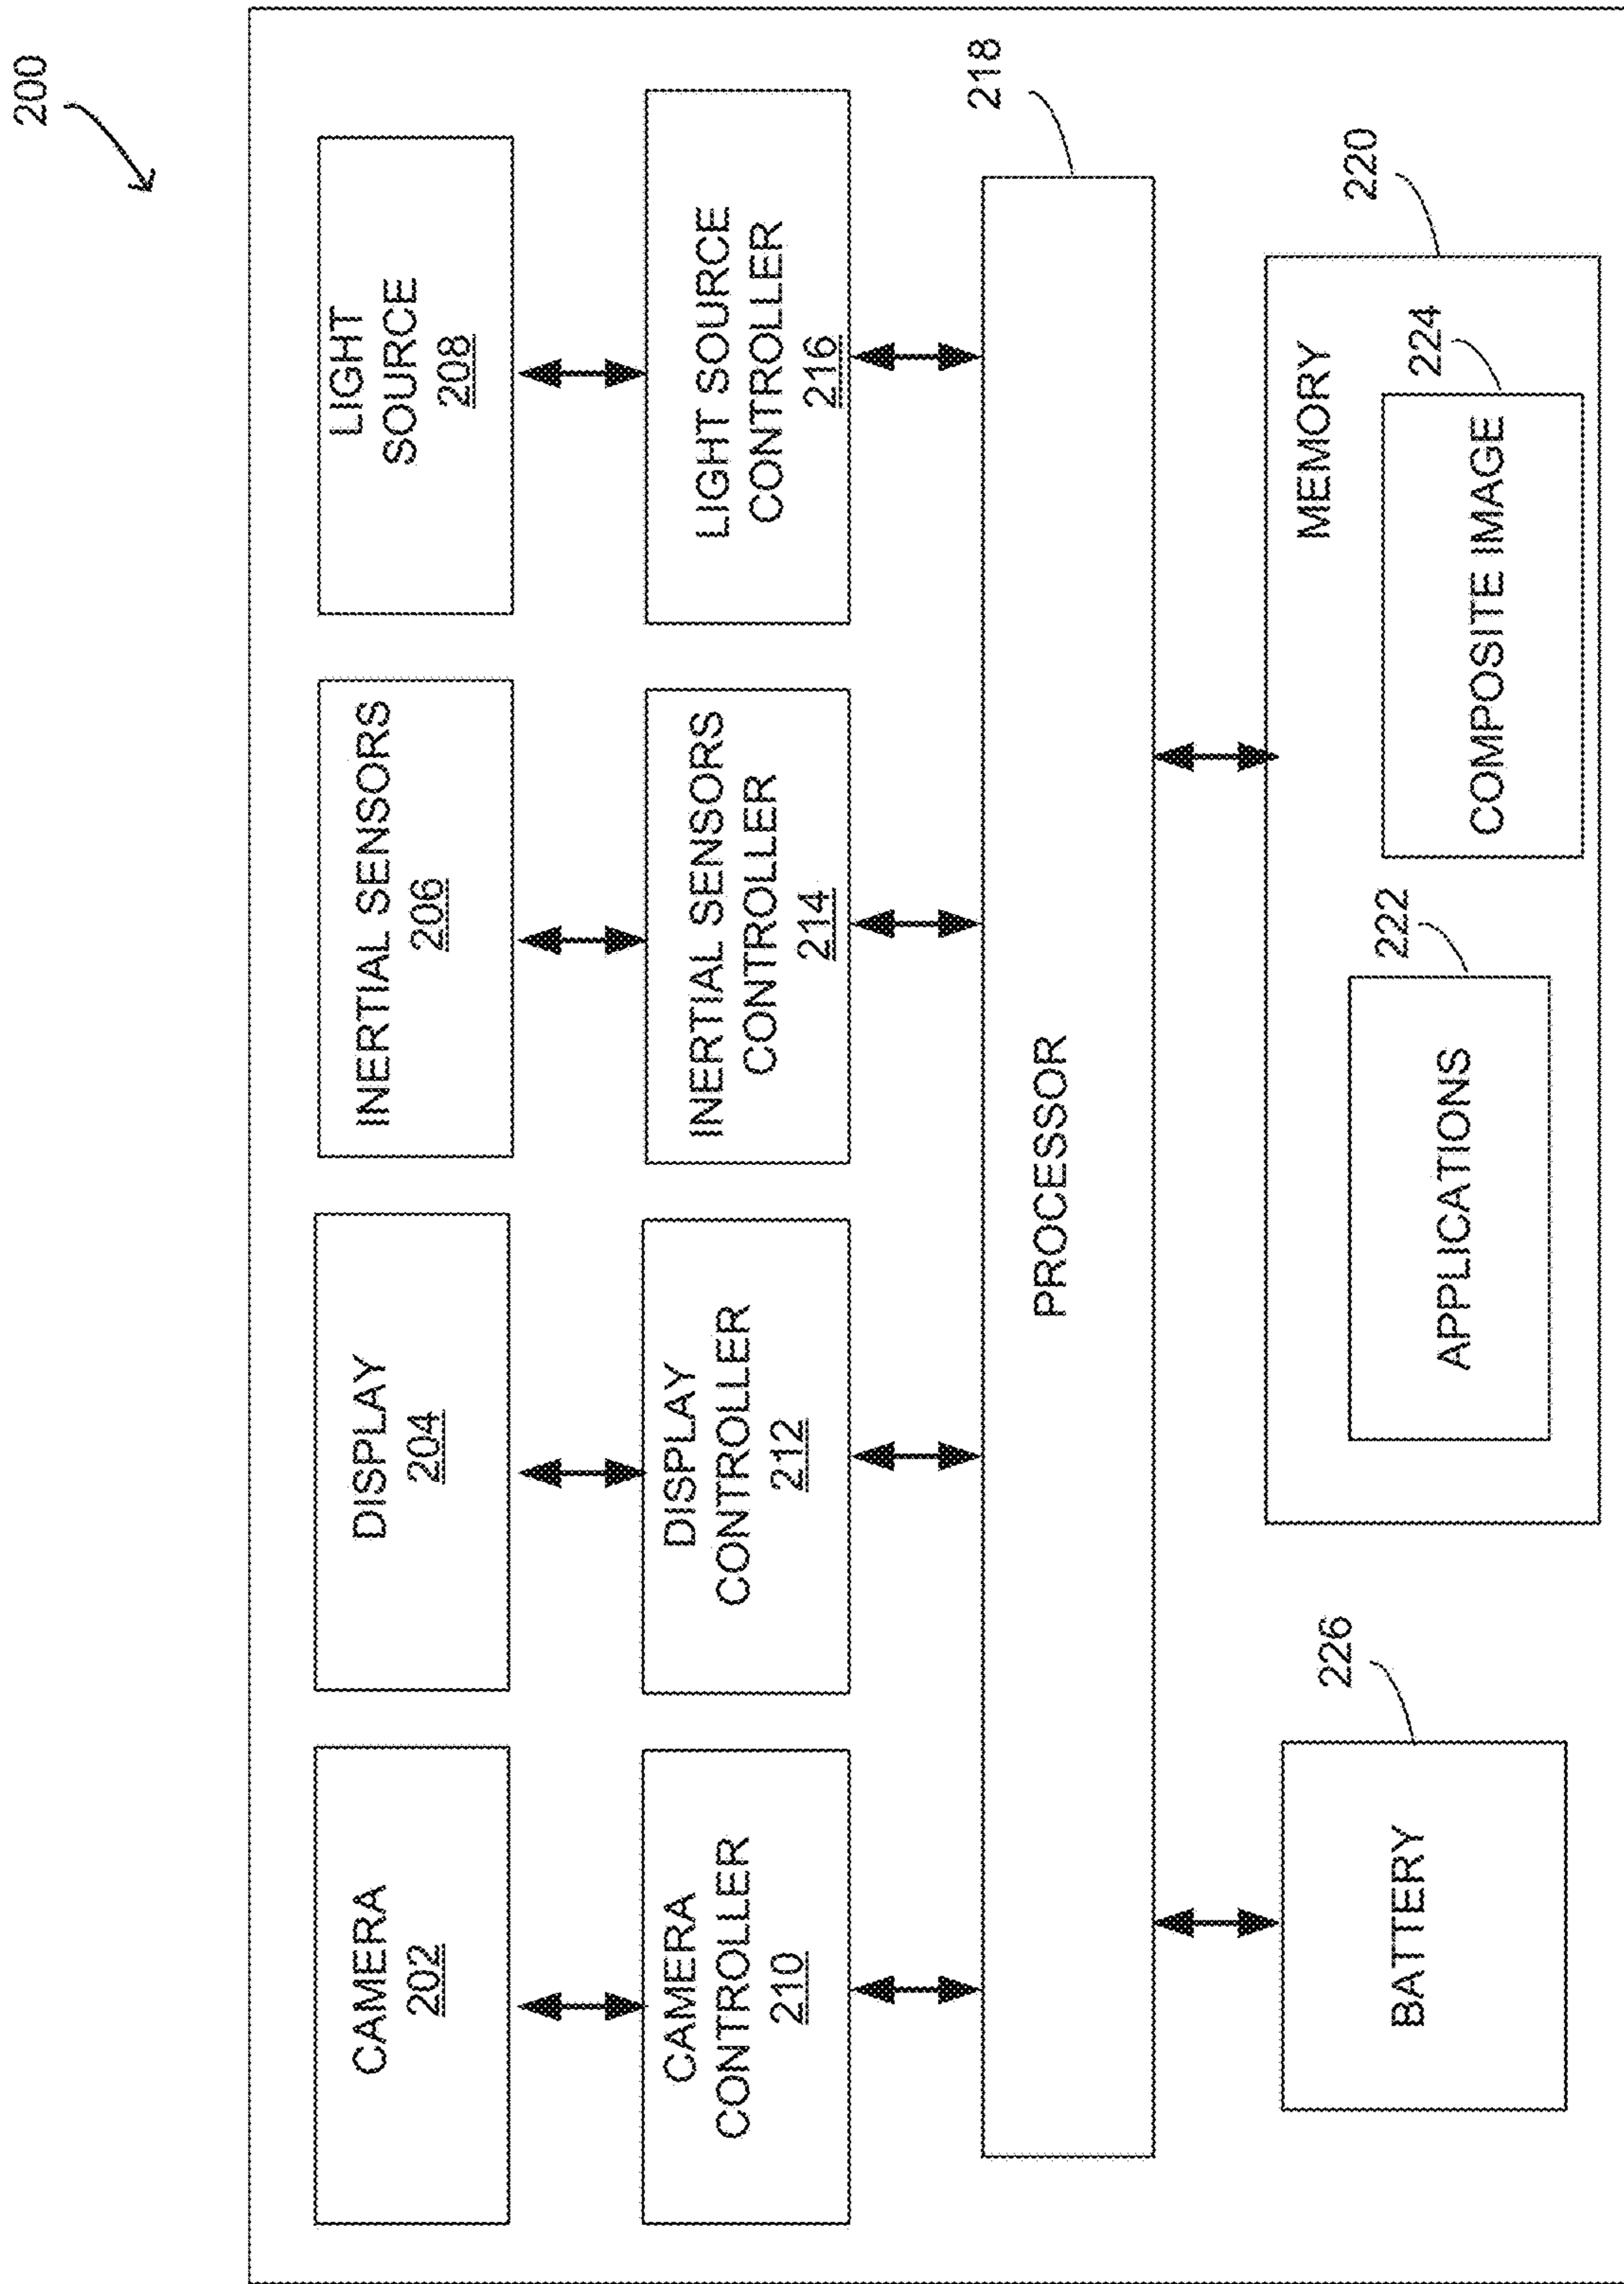 200
CAMERA
202
DISPLAY
204
INERTIAL SENSORS
206
LIGHT
SOURCE
208
CAMERA
CONTROLLER
210
DISPLAY
CONTROLLER
212
INERTIAL SENSORS
CONTROLLER
214
LIGHT SOURCE
CONTROLLER
216
218
PROCESSOR
226
BATTERY
220
MEMORY
222
APPLICATIONS
224
COMPOSITE IMAGE